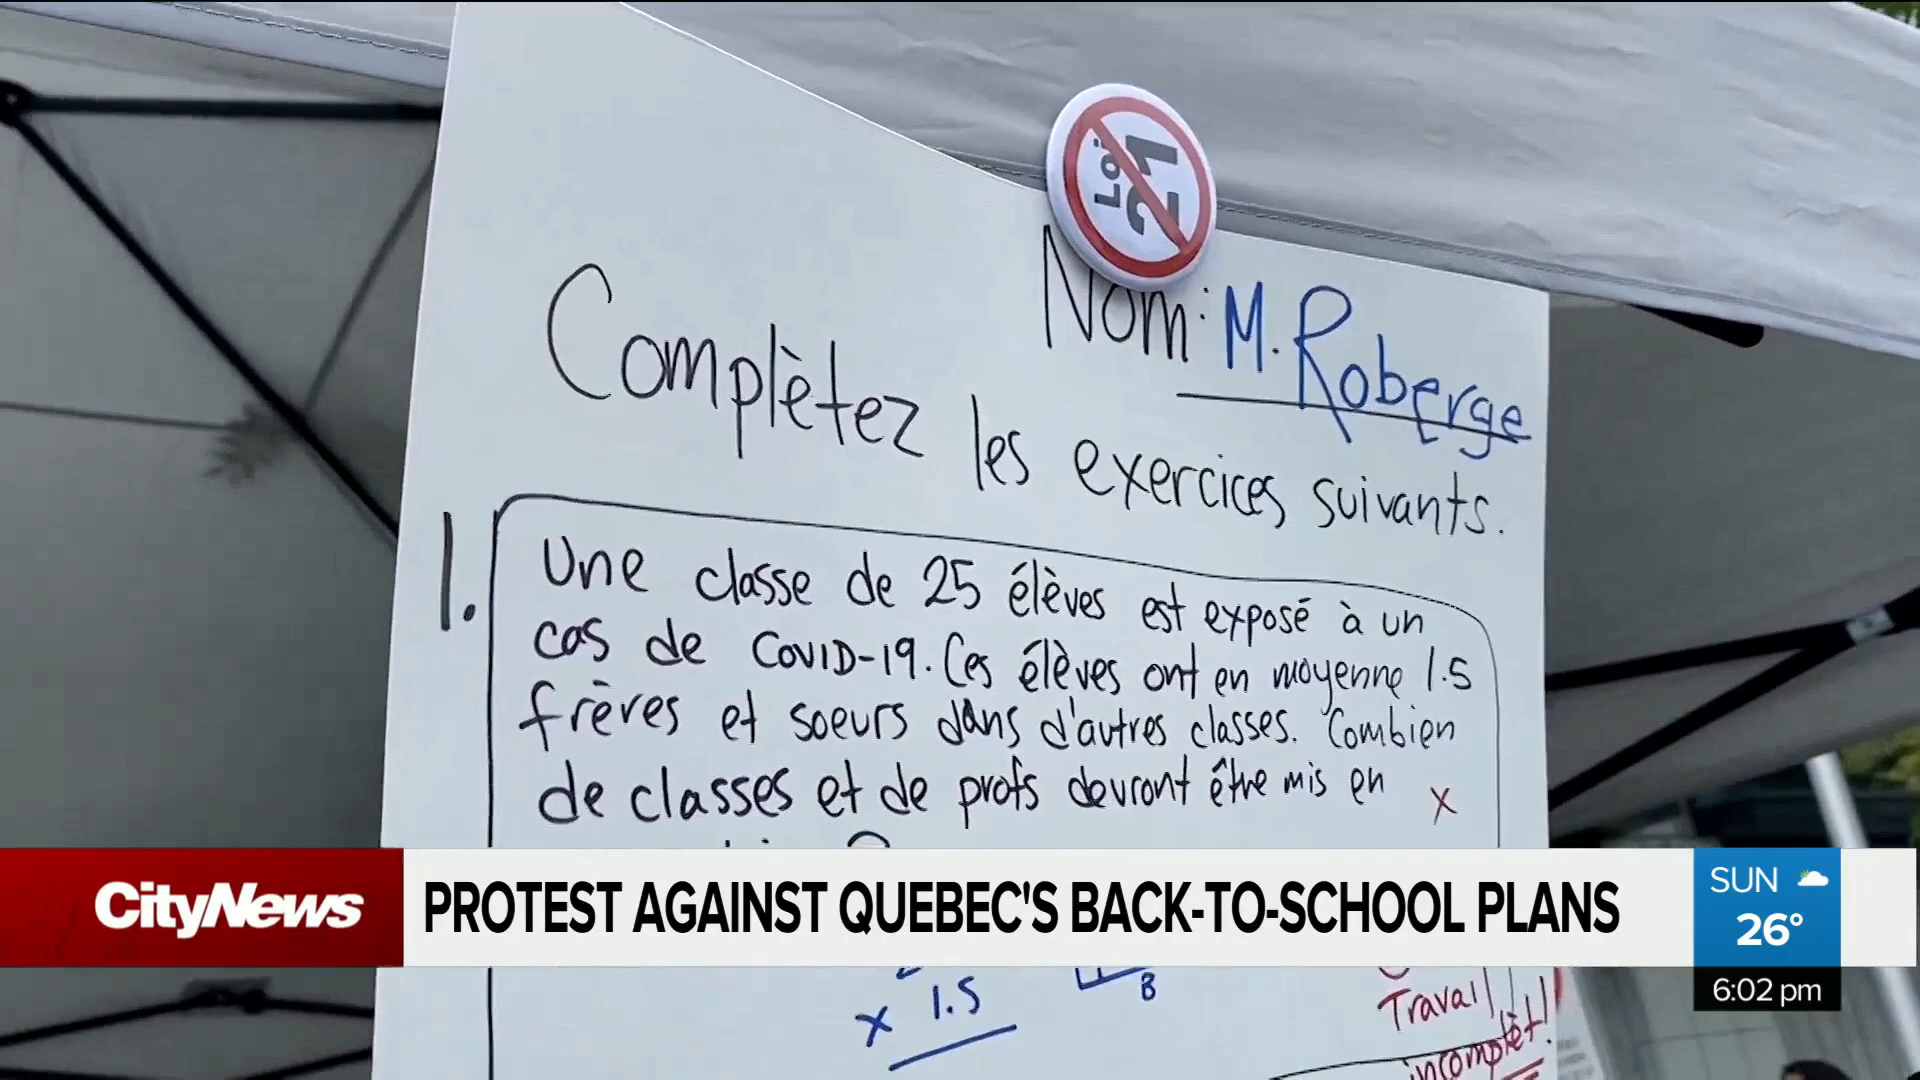 Loi
21
Nom: M. Roberge
Complètez les exercices suivants.
1.
Une classe de 25 élèves est exposé à un
cas de COVID-19. Ces élèves ont en moyenne 1.5
frères et soeurs dans d'autres classes. Combien
de classes et de profs devront être mis en
x
CityNews
PROTEST AGAINST QUEBEC'S BACK-TO-SCHOOL PLANS
SUN
26°
6:02 pm
x 1.5
B
Travail
incomplèt!